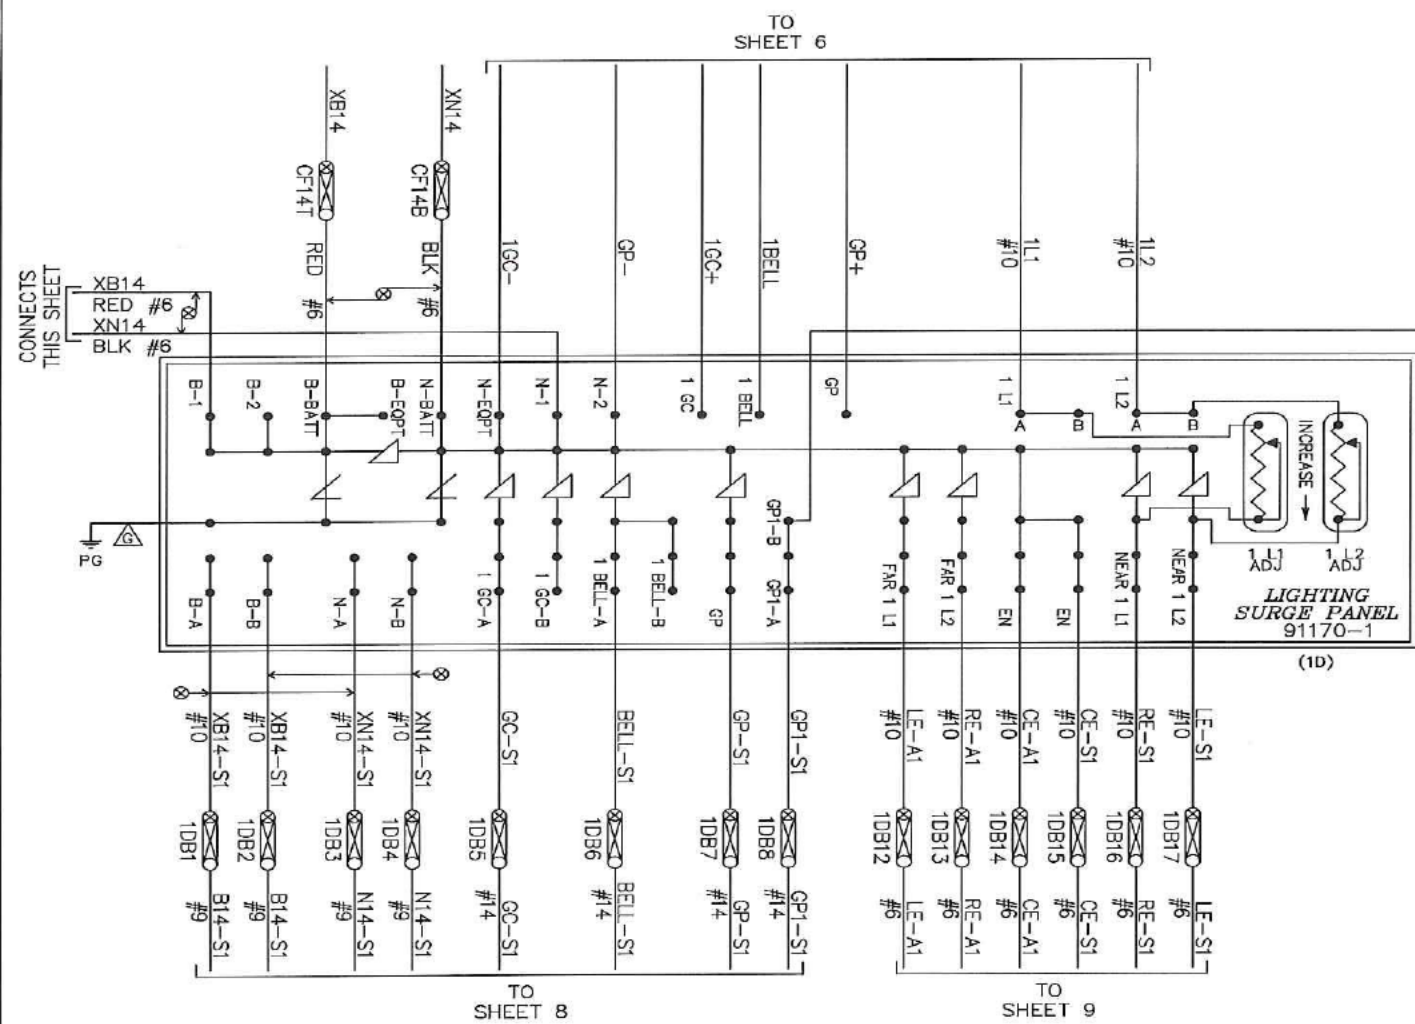 TO
SHEET 6
XB14
XN14
CF14T
CF14B
RED
#6
BLK
#6
1GC-
GP-
1GC+
1BELL
GP+
1L1
#10
1L2
#10
CONNECTS
THIS SHEET
XB14
RED #6
XN14
BLK #6
B-1
B-2
B-BATT
B-EQPT
N-BATT
N-EQPT
N-1
N-2
1 GC
1 BELL
GP
1 L1
A
B
1 L2
A
B
INCREASE
1 L1
ADJ
1 L2
ADJ
G
PG
B-A
B-B
N-A
N-B
1 GC-A
1 GC-B
1 BELL-A
1 BELL-B
GP
GP1-B
GP1-A
FAR 1 L1
FAR 1 L2
EN
EN
NEAR 1 L1
NEAR 1 L2
LIGHTING
SURGE PANEL
91170-1
(1D)
XB14-S1
#10
XB14-S1
#10
XN14-S1
#10
XN14-S1
#10
GC-S1
BELL-S1
GP-S1
GP1-S1
LE-A1
#10
RE-A1
#10
CE-A1
#10
CE-S1
#10
RE-S1
#10
LE-S1
#10
1DB1
1DB2
1DB3
1DB4
1DB5
1DB6
1DB7
1DB8
1DB12
1DB13
1DB14
1DB15
1DB16
1DB17
B14-S1
#9
B14-S1
#9
N14-S1
#9
N14-S1
#9
GC-S1
#14
BELL-S1
#14
GP-S1
#14
GP1-S1
#14
LE-A1
#6
RE-A1
#6
CE-A1
#6
CE-S1
#6
RE-S1
#6
LE-S1
#6
TO
SHEET 8
TO
SHEET 9